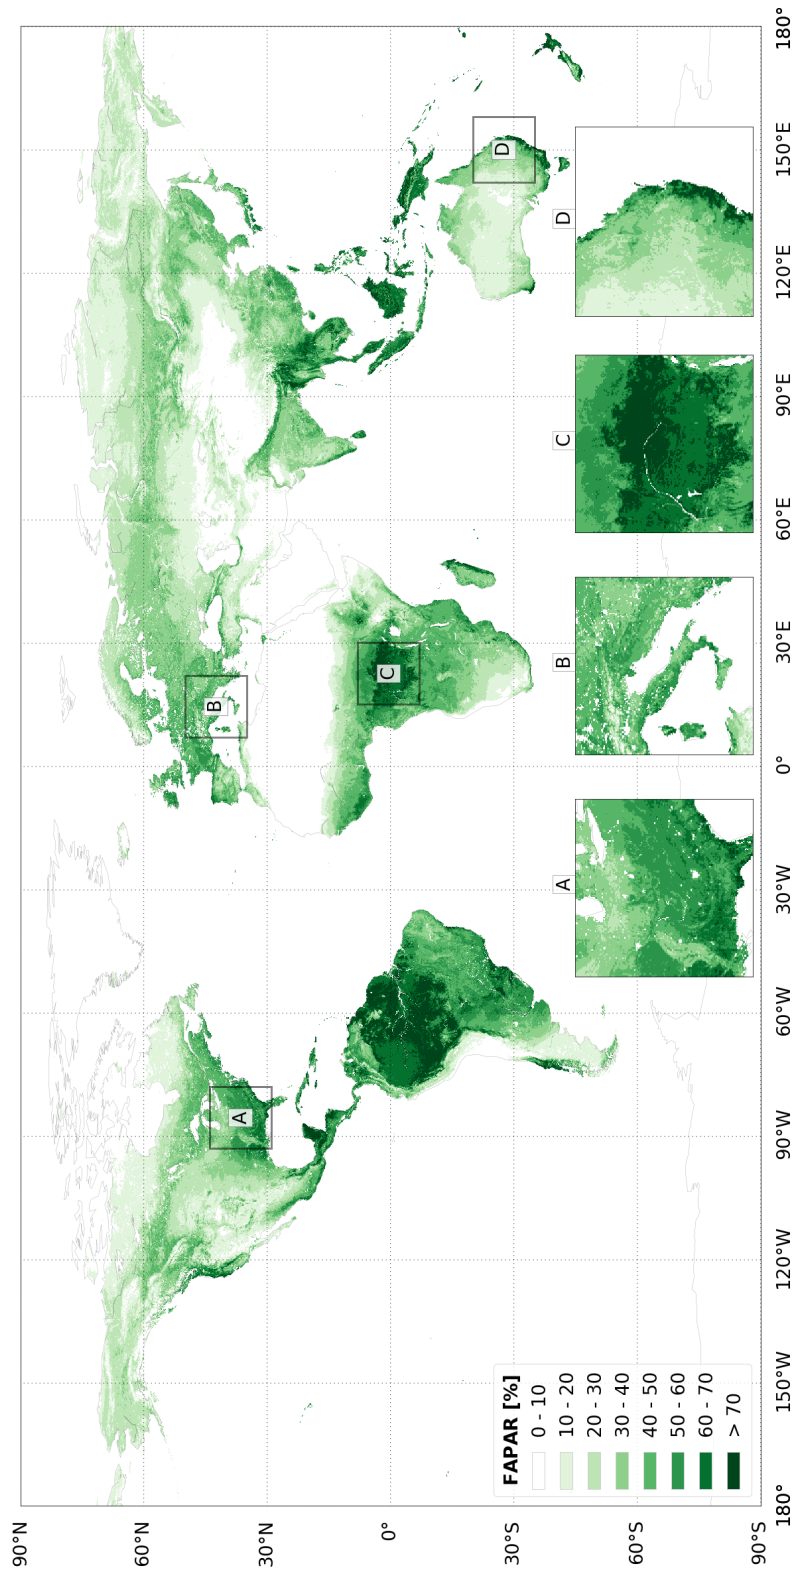 90°N
60°N
30°N
0°
30°S
60°S
90°S
180°
150°W
120°W
90°W
60°W
30°W
0°
30°E
60°E
90°E
120°E
150°E
180°
A
B
C
D
A
B
C
D
FAPAR [%]
0 - 10
10 - 20
20 - 30
30 - 40
40 - 50
50 - 60
60 - 70
> 70